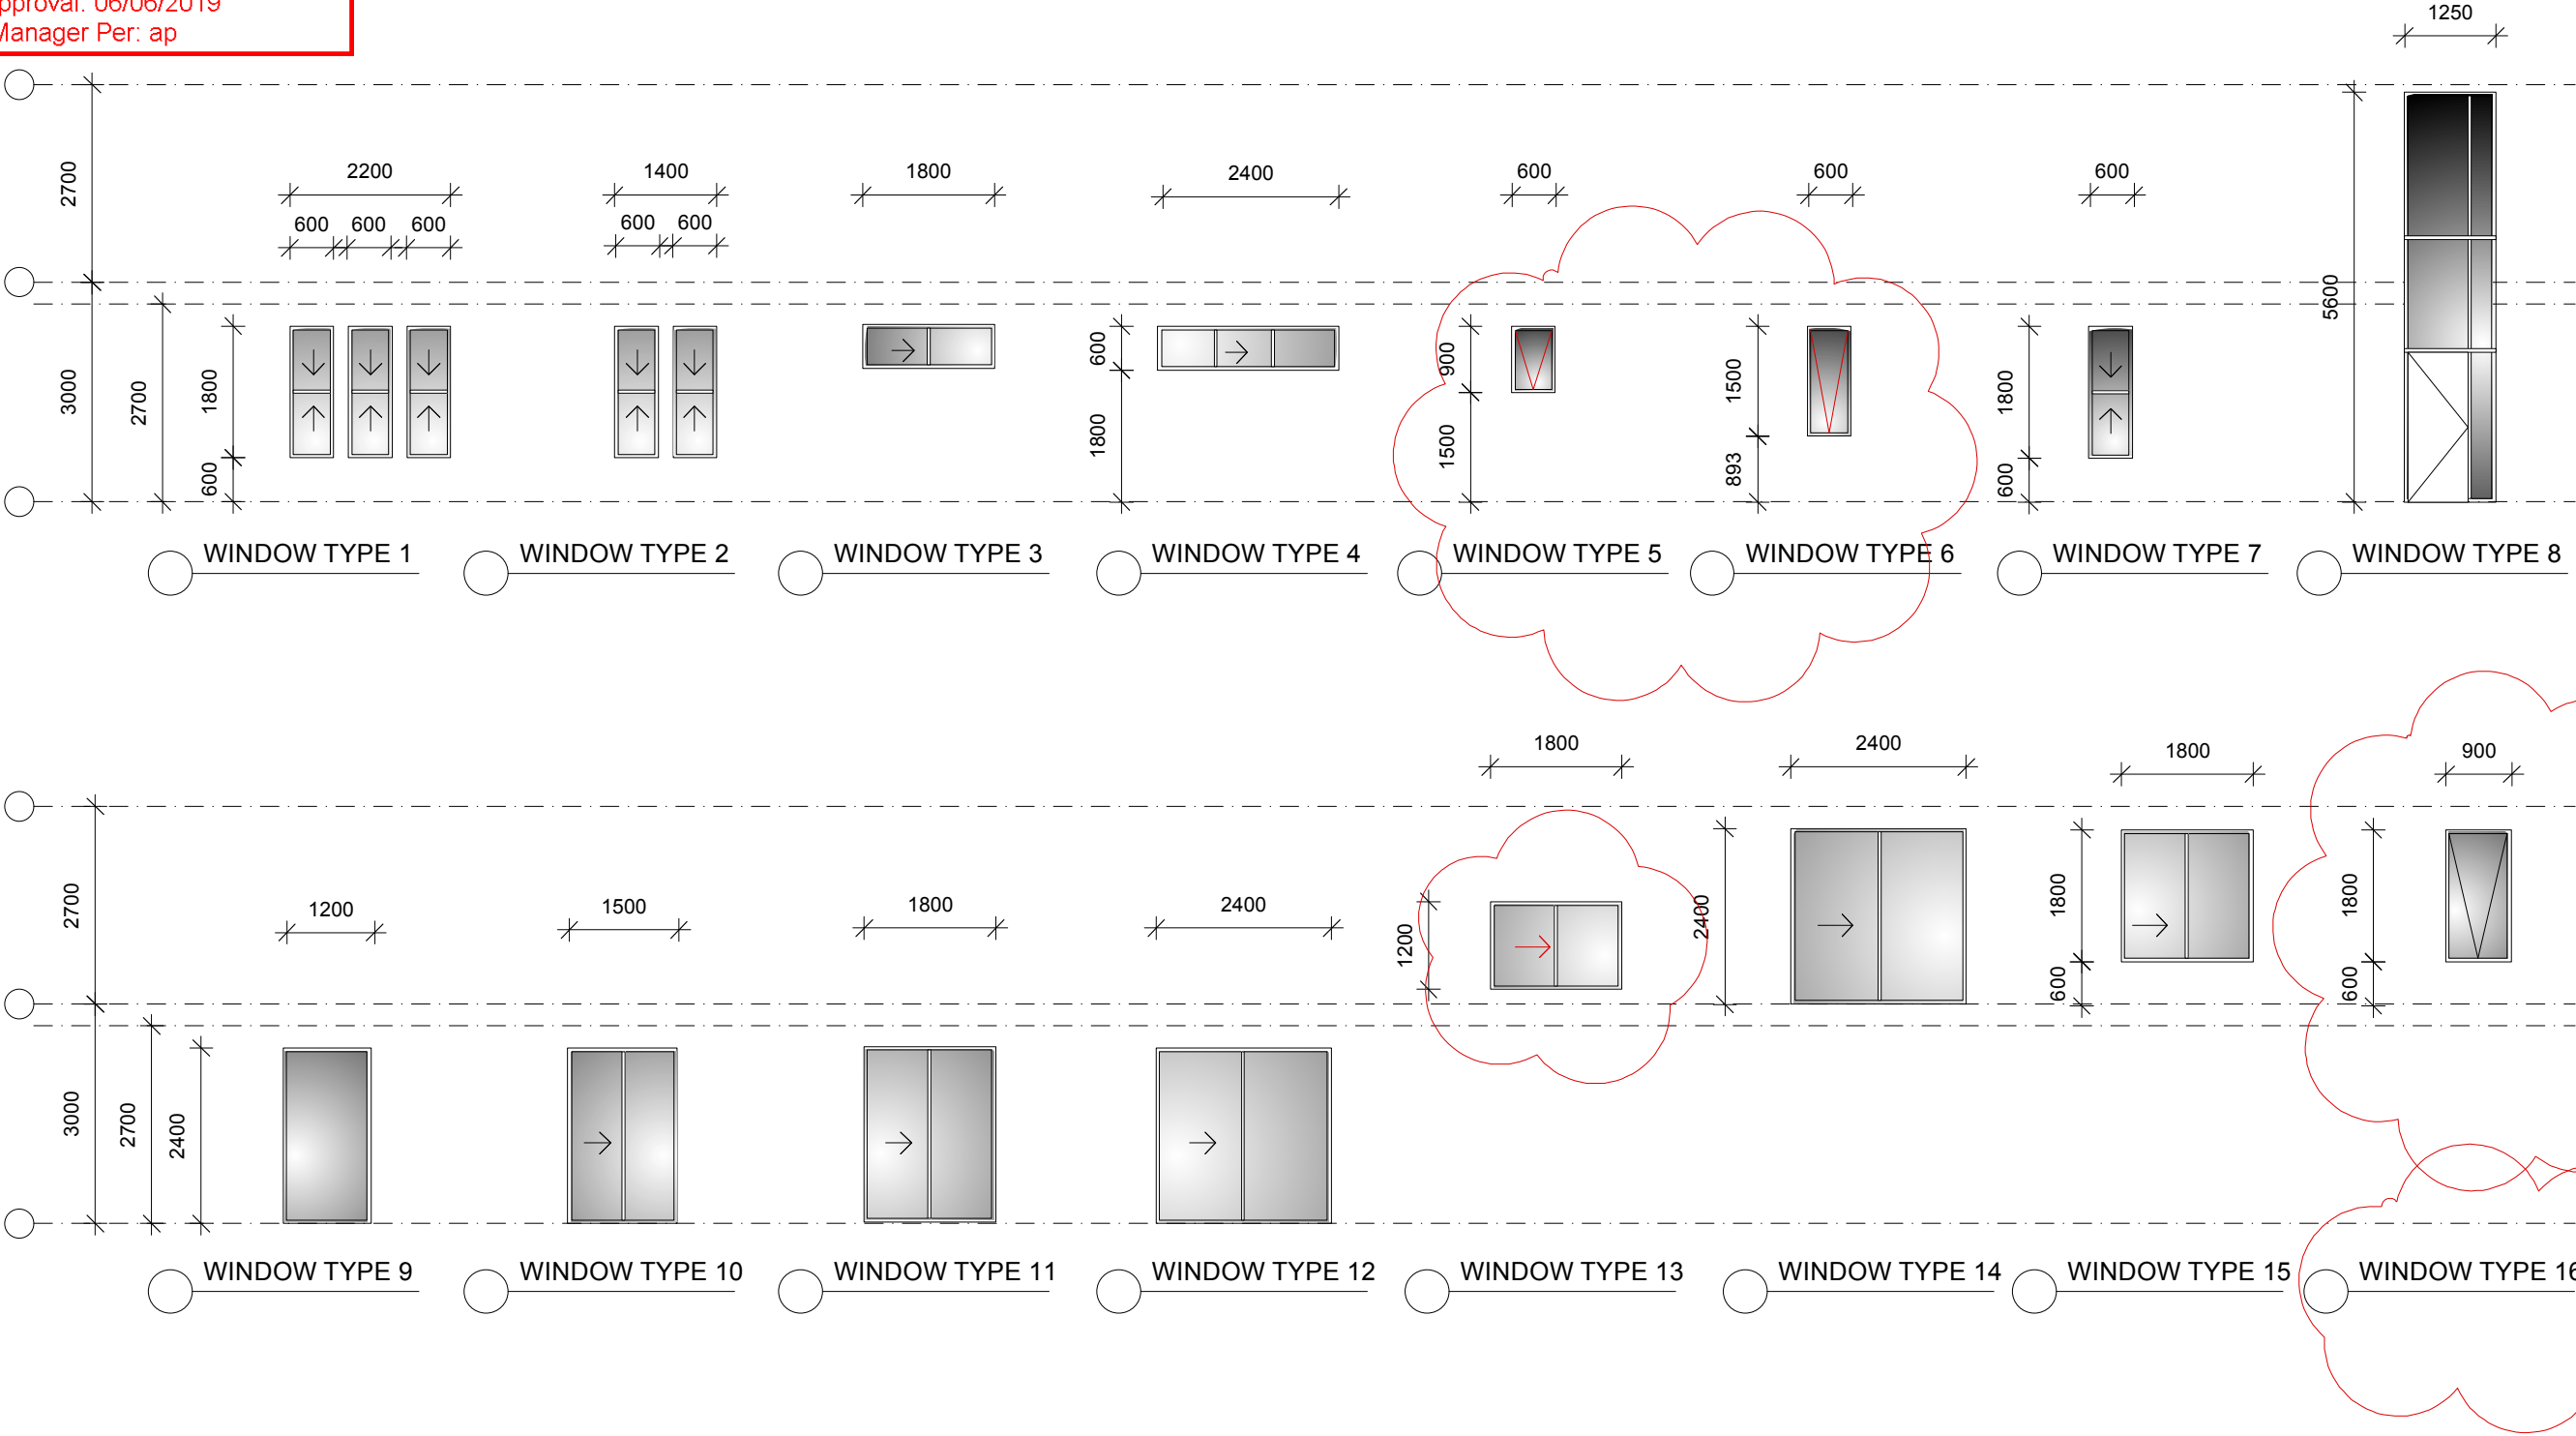 pproval: 06/06/2019
Manager Per: ap
1250
2700
2200
1400
1800
2400
600
600
600
600 600 600
600 600
5600
3000
2700
1800
600
600
1800
900
1500
1500
893
1800
600
WINDOW TYPE 1
WINDOW TYPE 2
WINDOW TYPE 3
WINDOW TYPE 4
WINDOW TYPE 5
WINDOW TYPE 6
WINDOW TYPE 7
WINDOW TYPE 8
1800
2400
1800
900
2700
1200
1500
1800
2400
1200
2400
1800
600
1800
600
3000
2700
2400
WINDOW TYPE 9
WINDOW TYPE 10
WINDOW TYPE 11
WINDOW TYPE 12
WINDOW TYPE 13
WINDOW TYPE 14
WINDOW TYPE 15
WINDOW TYPE 16